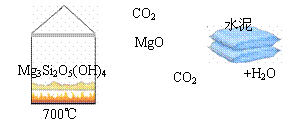 CO2
水泥
MgO
Mg3Si2O5(OH)4
CO2
+H2O
700℃